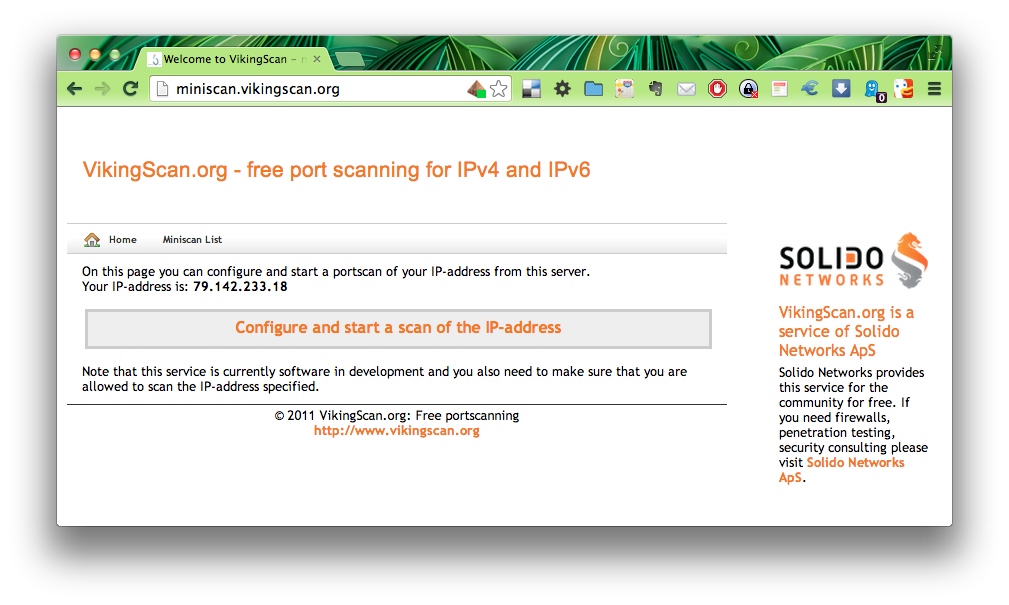 Welcome to VikingScan –
miniscan.vikingscan.org
0
VikingScan.org - free port scanning for IPv4 and IPv6
Home
Miniscan List
On this page you can configure and start a portscan of your IP-address from this server.
Your IP-address is: 79.142.233.18
Configure and start a scan of the IP-address
Note that this service is currently software in development and you also need to make sure that you are
allowed to scan the IP-address specified.
© 2011 VikingScan.org: Free portscanning
http://www.vikingscan.org
SOLIDO
NETWORKS
VikingScan.org is a
service of Solido
Networks ApS
Solido Networks provides
this service for the
community for free. If
you need firewalls,
penetration testing,
security consulting please
visit Solido Networks
ApS.